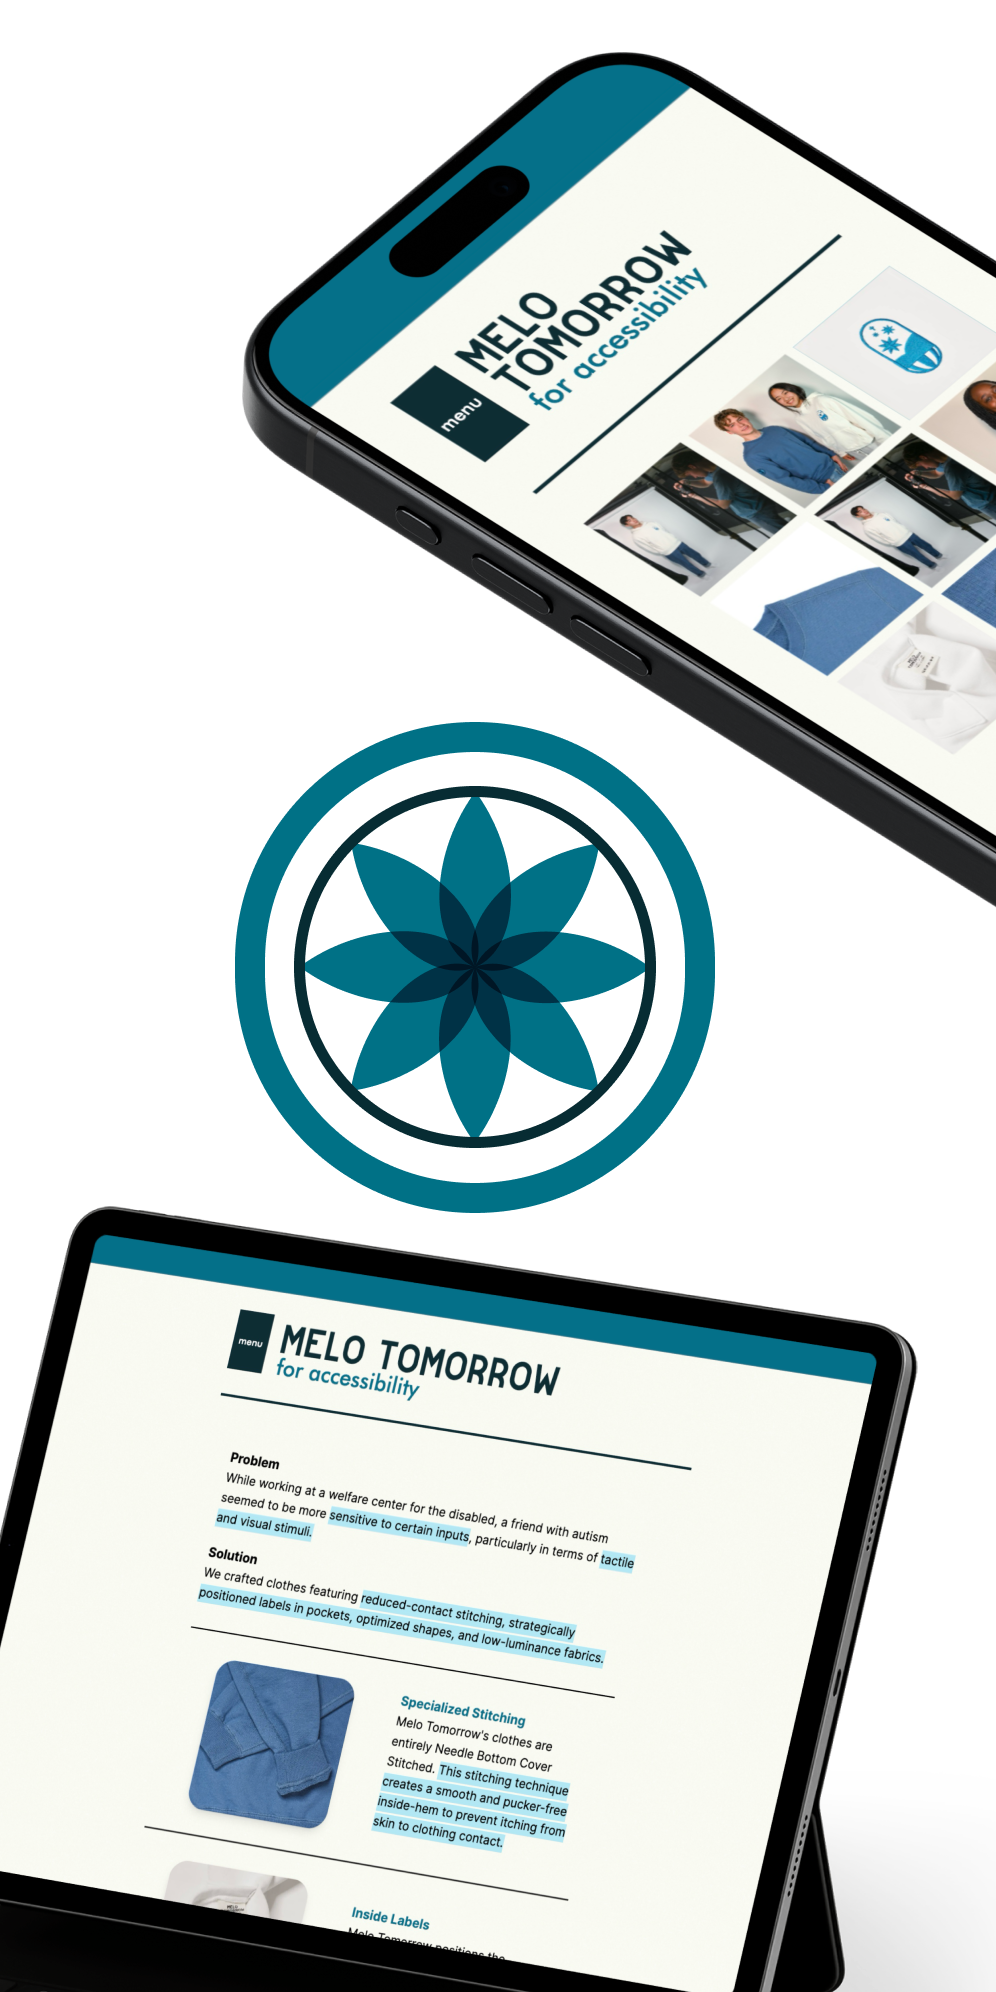 MELO
TOMORROW
for accessibility
menu
menu
MELO TOMORROW
for accessibility
Problem
While working at a welfare center for the disabled, a friend with autism
seemed to be more sensitive to certain inputs, particularly in terms of tactile
and visual stimuli.
Solution
We crafted clothes featuring reduced-contact stitching, strategically
positioned labels in pockets, optimized shapes, and low-luminance fabrics.
Specialized Stitching
Melo Tomorrow's clothes are
entirely Needle Bottom Cover
Stitched. This stitching technique
creates a smooth and pucker-free
inside-hem to prevent itching from
skin to clothing contact.
Inside Labels
Melo Tomorrow positions the